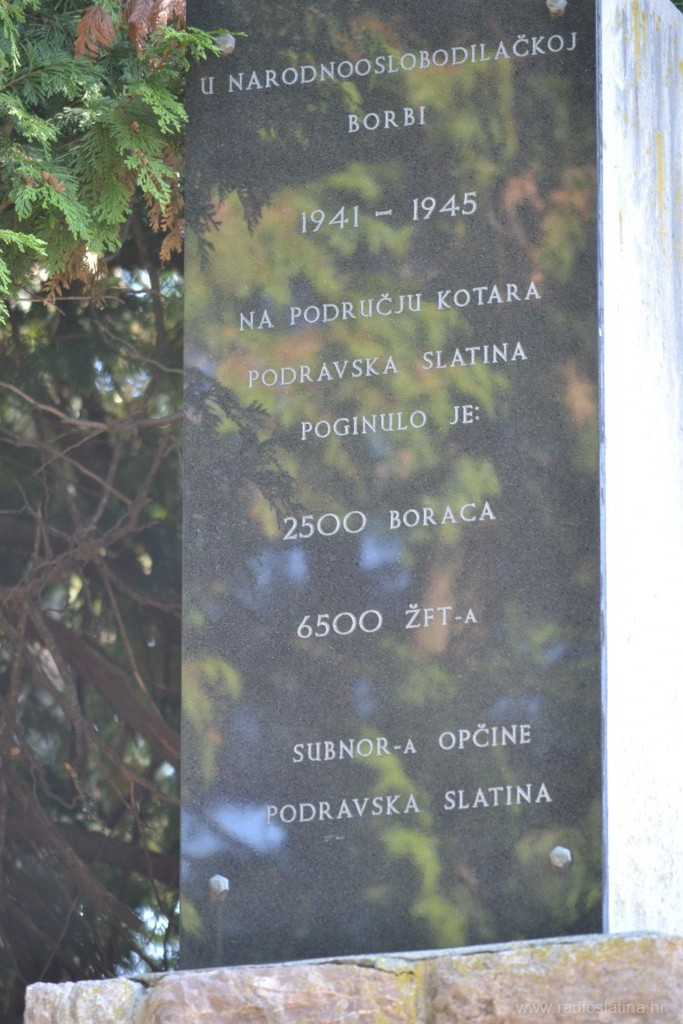 U NARODNOOSLOBODILAČKOJ
BORBI
1941 – 1945
NA PODRUČJU KOTARA
PODRAVSKA SLATINA
POGINULO JE:
2500 BORACA
6500 ŽFT-A
SUBNOR-A OPČINE
PODRAVSKA SLATINA
www.radioslatina.hr